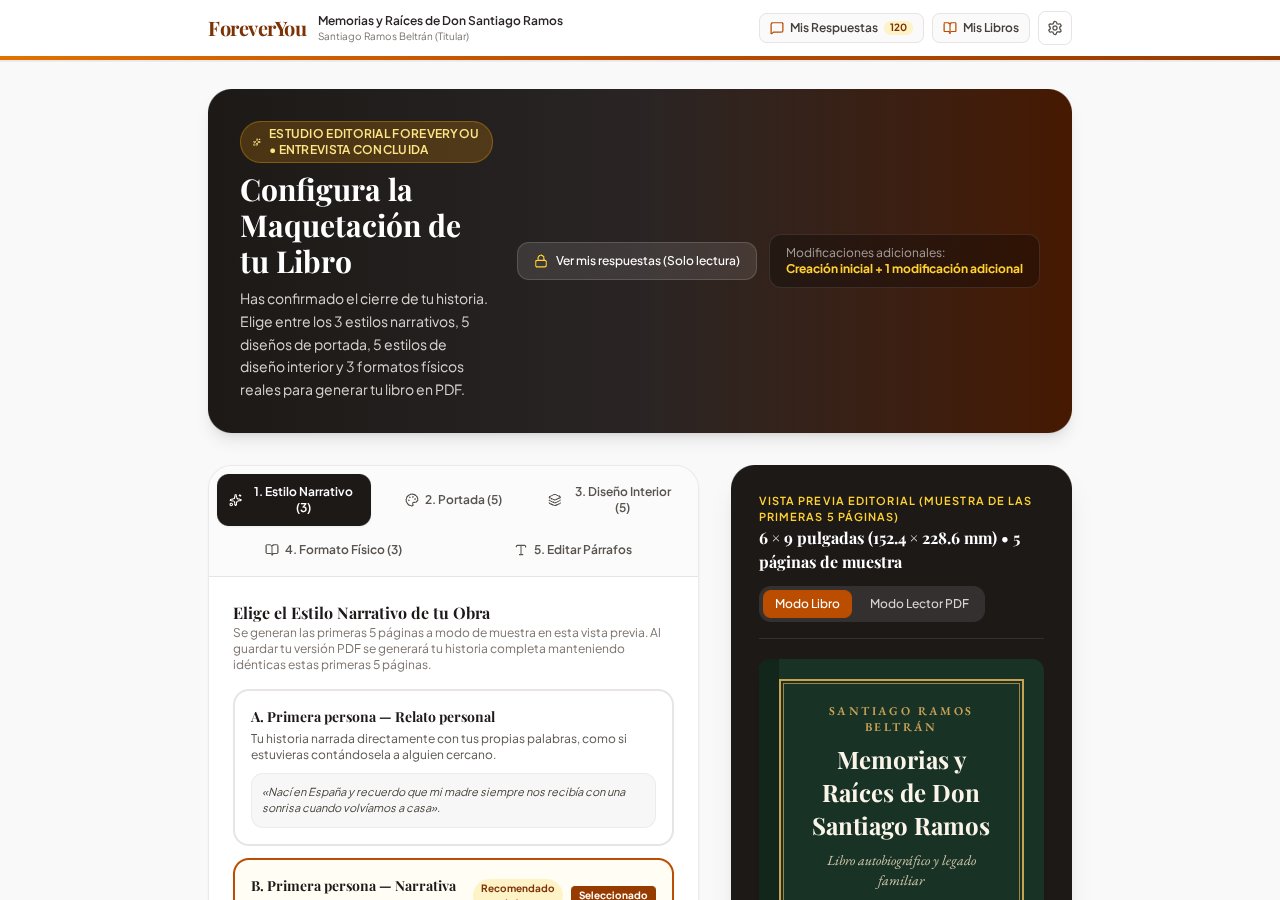 ForeverYou
Memorias y Raíces de Don Santiago Ramos
Santiago Ramos Beltrán (Titular)
Mis Respuestas 120
Mis Libros
ESTUDIO EDITORIAL FOREVERYOU
• ENTREVISTA CONCLUIDA
Configura la
Maquetación de
tu Libro
Has confirmado el cierre de tu historia.
Elige entre los 3 estilos narrativos, 5
diseños de portada, 5 estilos de
diseño interior y 3 formatos físicos
reales para generar tu libro en PDF.
Ver mis respuestas (Solo lectura)
Modificaciones adicionales:
Creación inicial + 1 modificación adicional
1. Estilo Narrativo
(3)
2. Portada (5)
3. Diseño Interior
(5)
4. Formato Físico (3)
5. Editar Párrafos
Elige el Estilo Narrativo de tu Obra
Se generan las primeras 5 páginas a modo de muestra en esta vista previa. Al
guardar tu versión PDF se generará tu historia completa manteniendo
idénticas estas primeras 5 páginas.
A. Primera persona — Relato personal
Tu historia narrada directamente con tus propias palabras, como si
estuvieras contándosela a alguien cercano.
«Nací en España y recuerdo que mi madre siempre nos recibía con una
sonrisa cuando volvíamos a casa».
B. Primera persona — Narrativa
Recomendado
Seleccionado
VISTA PREVIA EDITORIAL (MUESTRA DE LAS
PRIMERAS 5 PÁGINAS)
6 × 9 pulgadas (152.4 × 228.6 mm) • 5
páginas de muestra
Modo Libro
Modo Lector PDF
SANTIAGO RAMOS
BELTRÁN
Memorias y
Raíces de Don
Santiago Ramos
Libro autobiográfico y legado
familiar